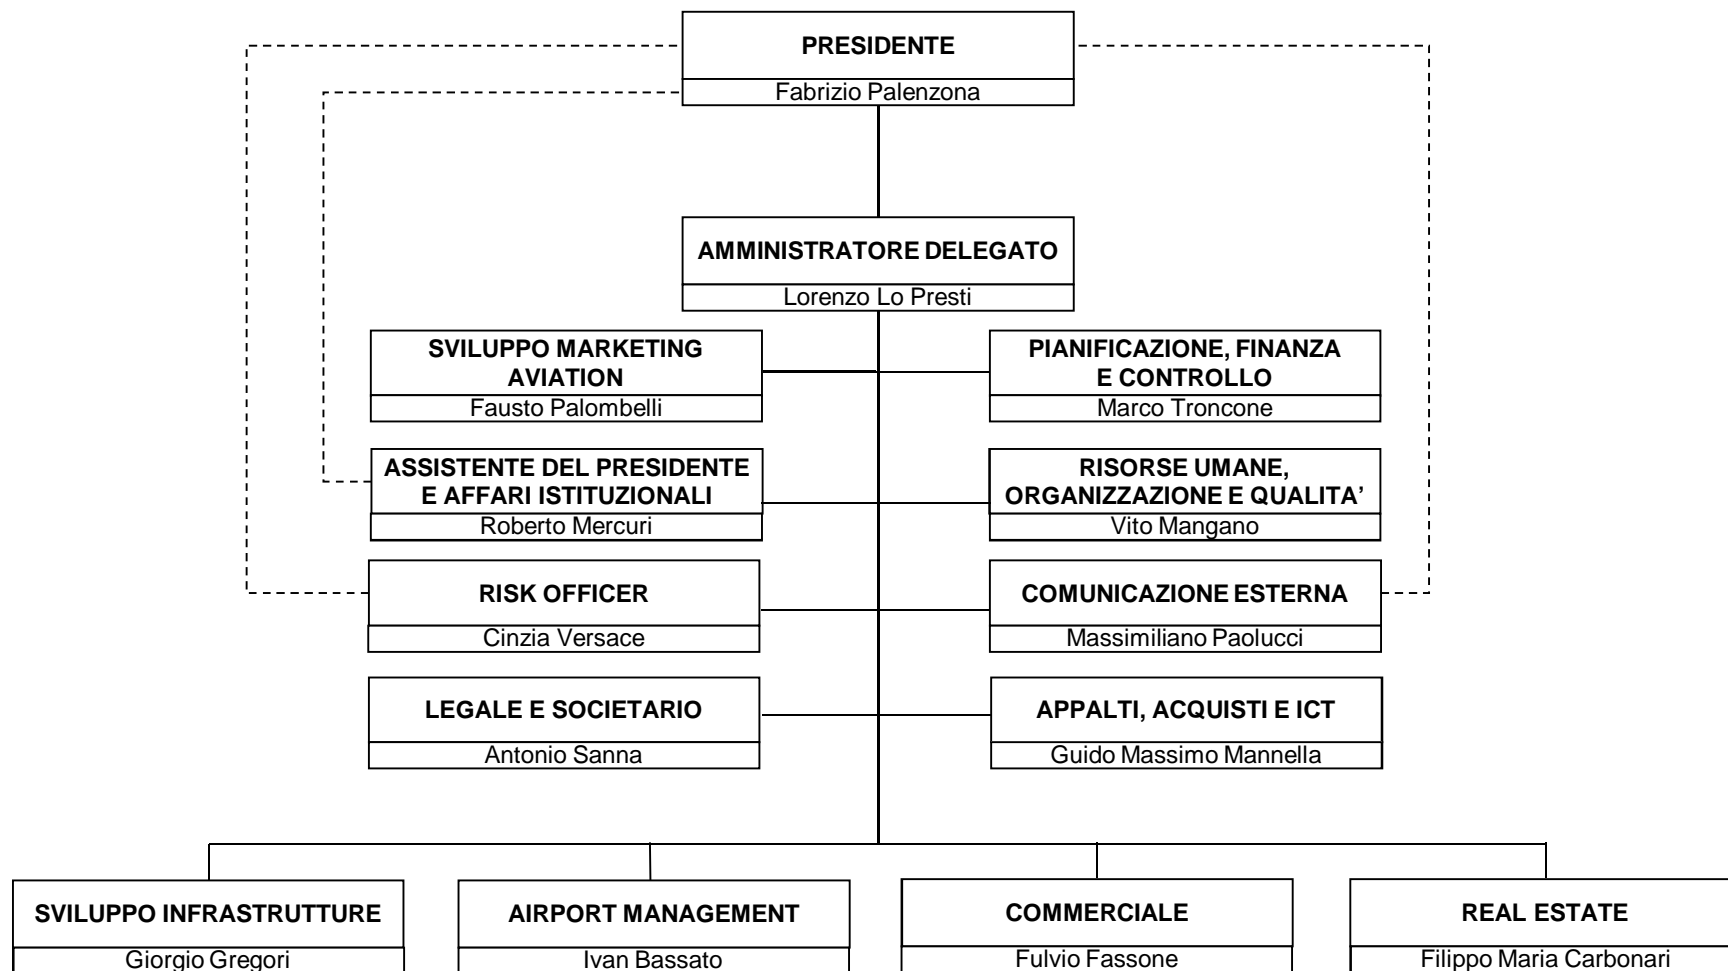 PRESIDENTE
Fabrizio Palenzona
AMMINISTRATORE DELEGATO
Lorenzo Lo Presti
SVILUPPO MARKETING
AVIATION
Fausto Palombelli
PIANIFICAZIONE, FINANZA
E CONTROLLO
Marco Troncone
ASSISTENTE DEL PRESIDENTE
E AFFARI ISTITUZIONALI
Roberto Mercuri
RISORSE UMANE,
ORGANIZZAZIONE E QUALITA’
Vito Mangano
RISK OFFICER
Cinzia Versace
COMUNICAZIONE ESTERNA
Massimiliano Paolucci
LEGALE E SOCIETARIO
Antonio Sanna
APPALTI, ACQUISTI E ICT
Guido Massimo Mannella
SVILUPPO INFRASTRUTTURE
Giorgio Gregori
AIRPORT MANAGEMENT
Ivan Bassato
COMMERCIALE
Fulvio Fassone
REAL ESTATE
Filippo Maria Carbonari